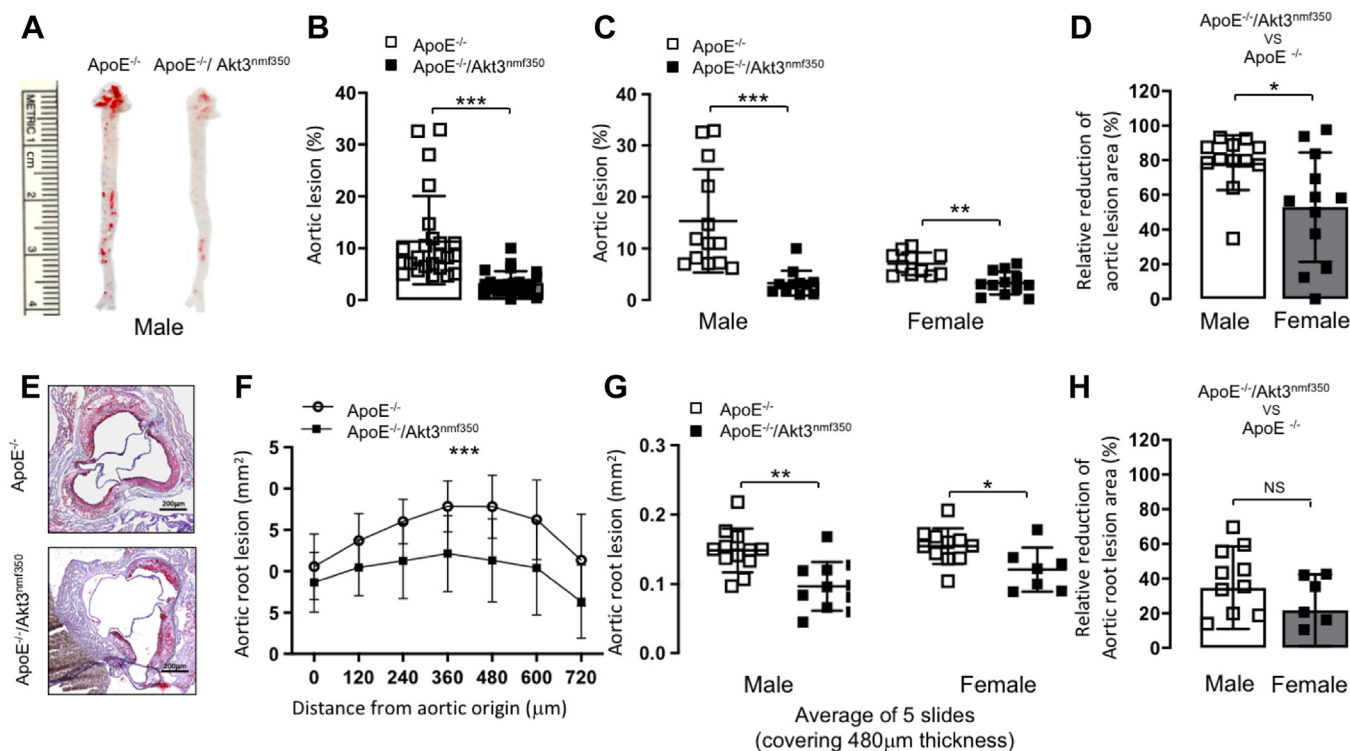 A
ApoE-/-
ApoE-/-/ Akt3nmf350
METRIC 1
cm
2
3
4
Male
B
ApoE-/-
ApoE-/-/Akt3nmf350
***
Aortic lesion (%)
40
30
20
10
0
C
ApoE-/-
ApoE-/-/Akt3nmf350
***
**
Aortic lesion (%)
40
30
20
10
0
Male
Female
D
ApoE-/-/Akt3nmf350
VS
ApoE -/-
*
Relative reduction of
aortic lesion area (%)
120
100
80
60
40
20
0
Male
Female
E
ApoE-/-
200μm
ApoE-/-/Akt3nmf350
200μm
F
ApoE-/-
ApoE-/-/Akt3nmf350
***
Aortic root lesion (mm2)
5
0
5
0
5
5
0
120
240
360
480
600
720
Distance from aortic origin (μm)
G
ApoE-/-
ApoE-/-/Akt3nmf350
**
*
Aortic root lesion (mm2)
0.3
0.2
0.1
0.0
Male
Female
Average of 5 slides
(covering 480μm thickness)
H
ApoE-/-/Akt3nmf350
VS
ApoE -/-
NS
Relative reduction of
Aortic root lesion area (%)
120
100
80
60
40
20
0
Male
Female